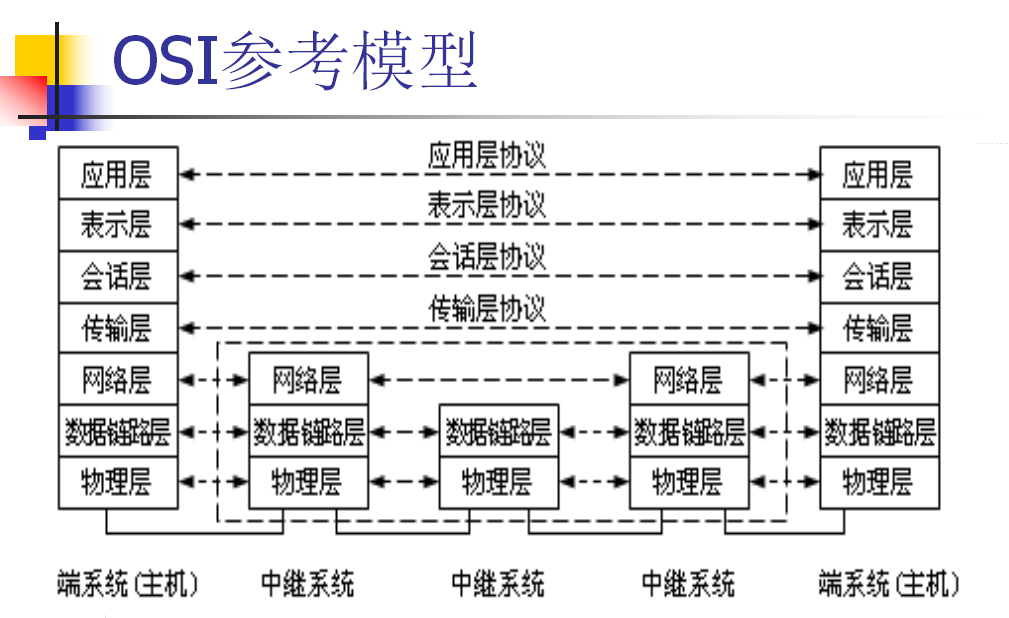 OSI参考模型
应用层协议
应用层 应用层
表示层协议
表示层 表示层
会话层协议
会话层 会话层
传输层协议
传输层 传输层
网络层 网络层 网络层 网络层
数据链路层 数据链路层 数据链路层 数据链路层 数据链路层
物理层 物理层 物理层 物理层 物理层
端系统(主机) 中继系统 中继系统 中继系统 端系统(主机)